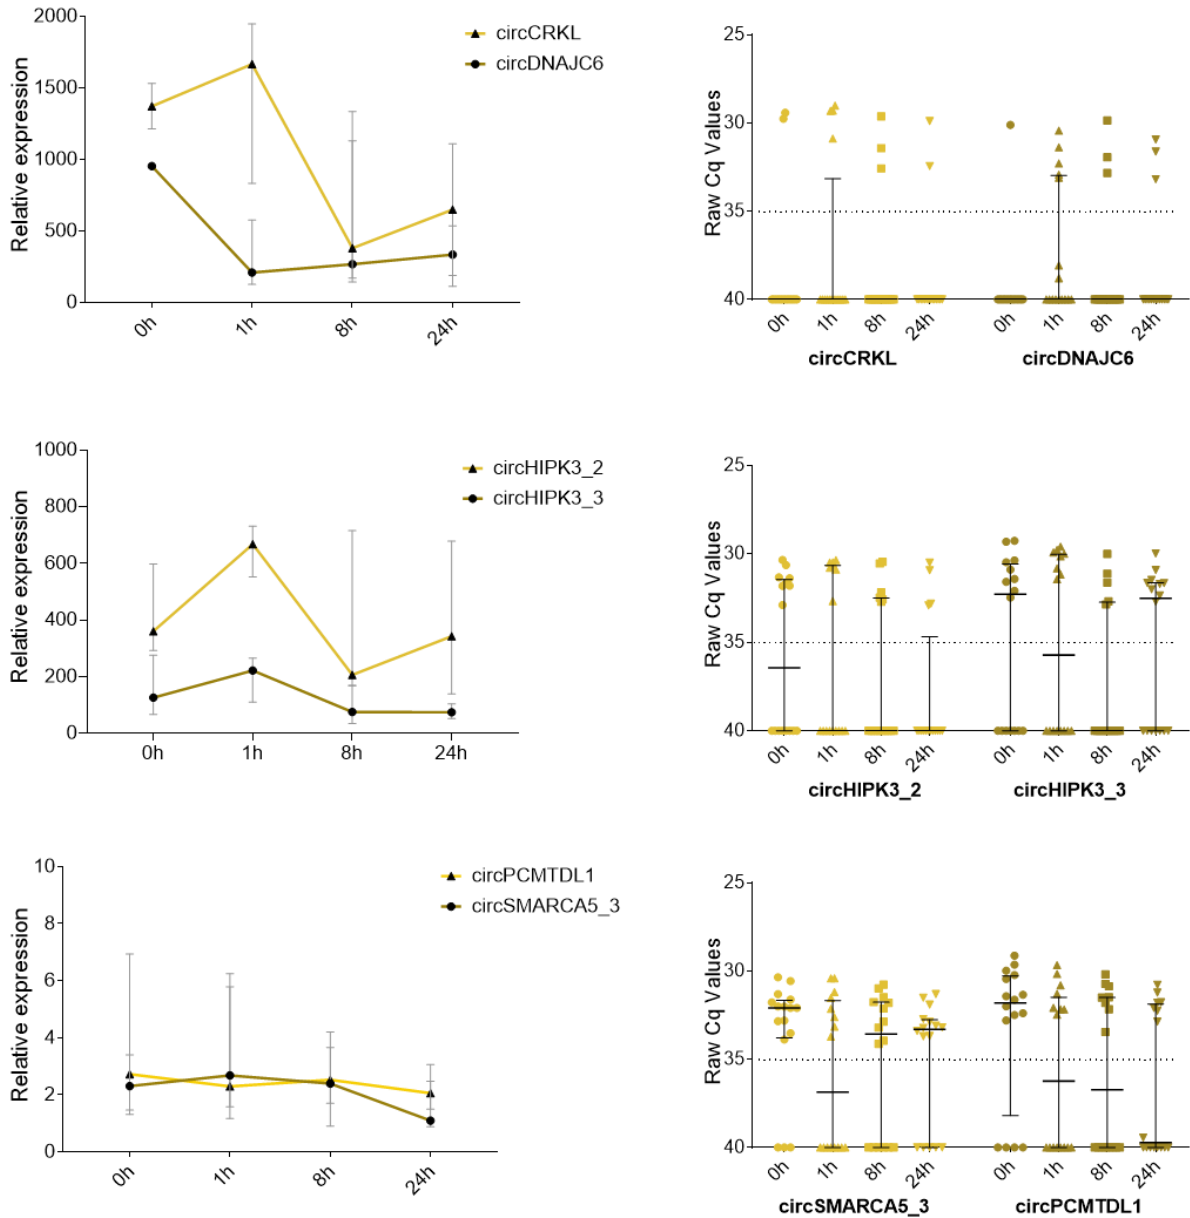 2000
1500
1000
500
0
Relative expression
0h
1h
8h
24h
circCRKL
circDNAJC6
25
30
35
40
Raw Cq Values
0h
1h
8h
24h
0h
1h
8h
24h
circCRKL
circDNAJC6
1000
800
600
400
200
0
Relative expression
0h
1h
8h
24h
circHIPK3_2
circHIPK3_3
25
30
35
40
Raw Cq Values
0h
1h
8h
24h
0h
1h
8h
24h
circHIPK3_2
circHIPK3_3
10
8
6
4
2
0
Relative expression
0h
1h
8h
24h
circPCMTDL1
circSMARCA5_3
25
30
35
40
Raw Cq Values
0h
1h
8h
24h
0h
1h
8h
24h
circSMARCA5_3
circPCMTDL1